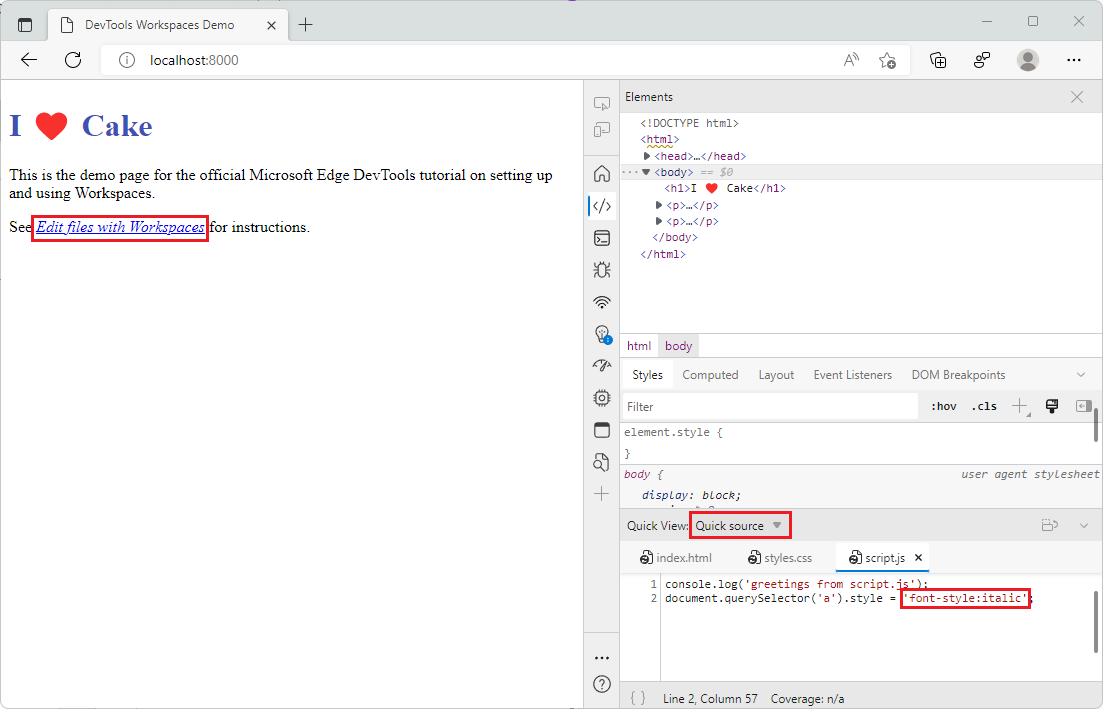 DevTools Workspaces Demo
localhost:8000
I ❤️ Cake
This is the demo page for the official Microsoft Edge DevTools tutorial on setting up
and using Workspaces.
See Edit files with Workspaces for instructions.
Elements
<!DOCTYPE html>
<html>
<head>…</head>
<body> == $0
<h1>I ❤️ Cake</h1>
<p>…</p>
<p>…</p>
</body>
</html>
html body
Styles Computed Layout Event Listeners DOM Breakpoints
Filter :hov .cls
element.style {
}
body { user agent stylesheet
display: block;
Quick View: Quick source
index.html styles.css script.js
1 console.log('greetings from script.js');
2 document.querySelector('a').style = 'font-style:italic';
{ } Line 2, Column 57 Coverage: n/a